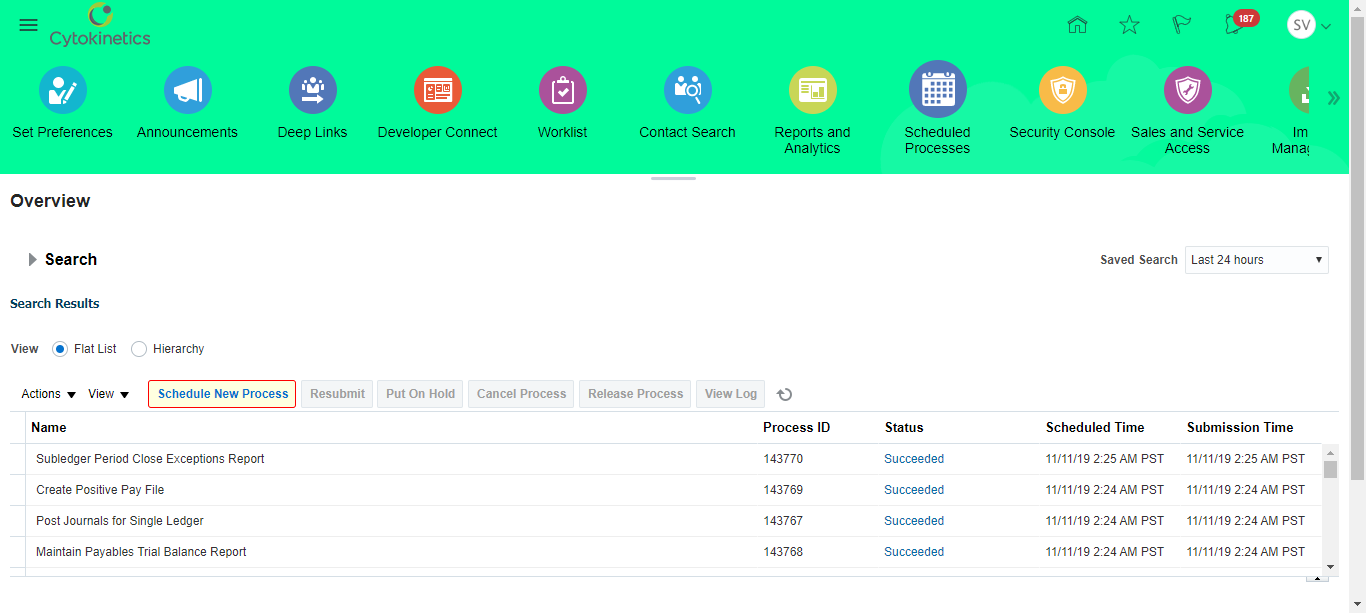 Cytokinetics
187
SV
Set Preferences
Announcements
Deep Links
Developer Connect
Worklist
Contact Search
Reports and
Analytics
Scheduled
Processes
Security Console
Sales and Service
Access
Im
Manag
Overview
Search
Saved Search Last 24 hours
Search Results
View Flat List Hierarchy
Actions View Schedule New Process Resubmit Put On Hold Cancel Process Release Process View Log
Name Process ID Status Scheduled Time Submission Time
Subledger Period Close Exceptions Report 143770 Succeeded 11/11/19 2:25 AM PST 11/11/19 2:25 AM PST
Create Positive Pay File 143769 Succeeded 11/11/19 2:24 AM PST 11/11/19 2:24 AM PST
Post Journals for Single Ledger 143767 Succeeded 11/11/19 2:24 AM PST 11/11/19 2:24 AM PST
Maintain Payables Trial Balance Report 143768 Succeeded 11/11/19 2:24 AM PST 11/11/19 2:24 AM PST